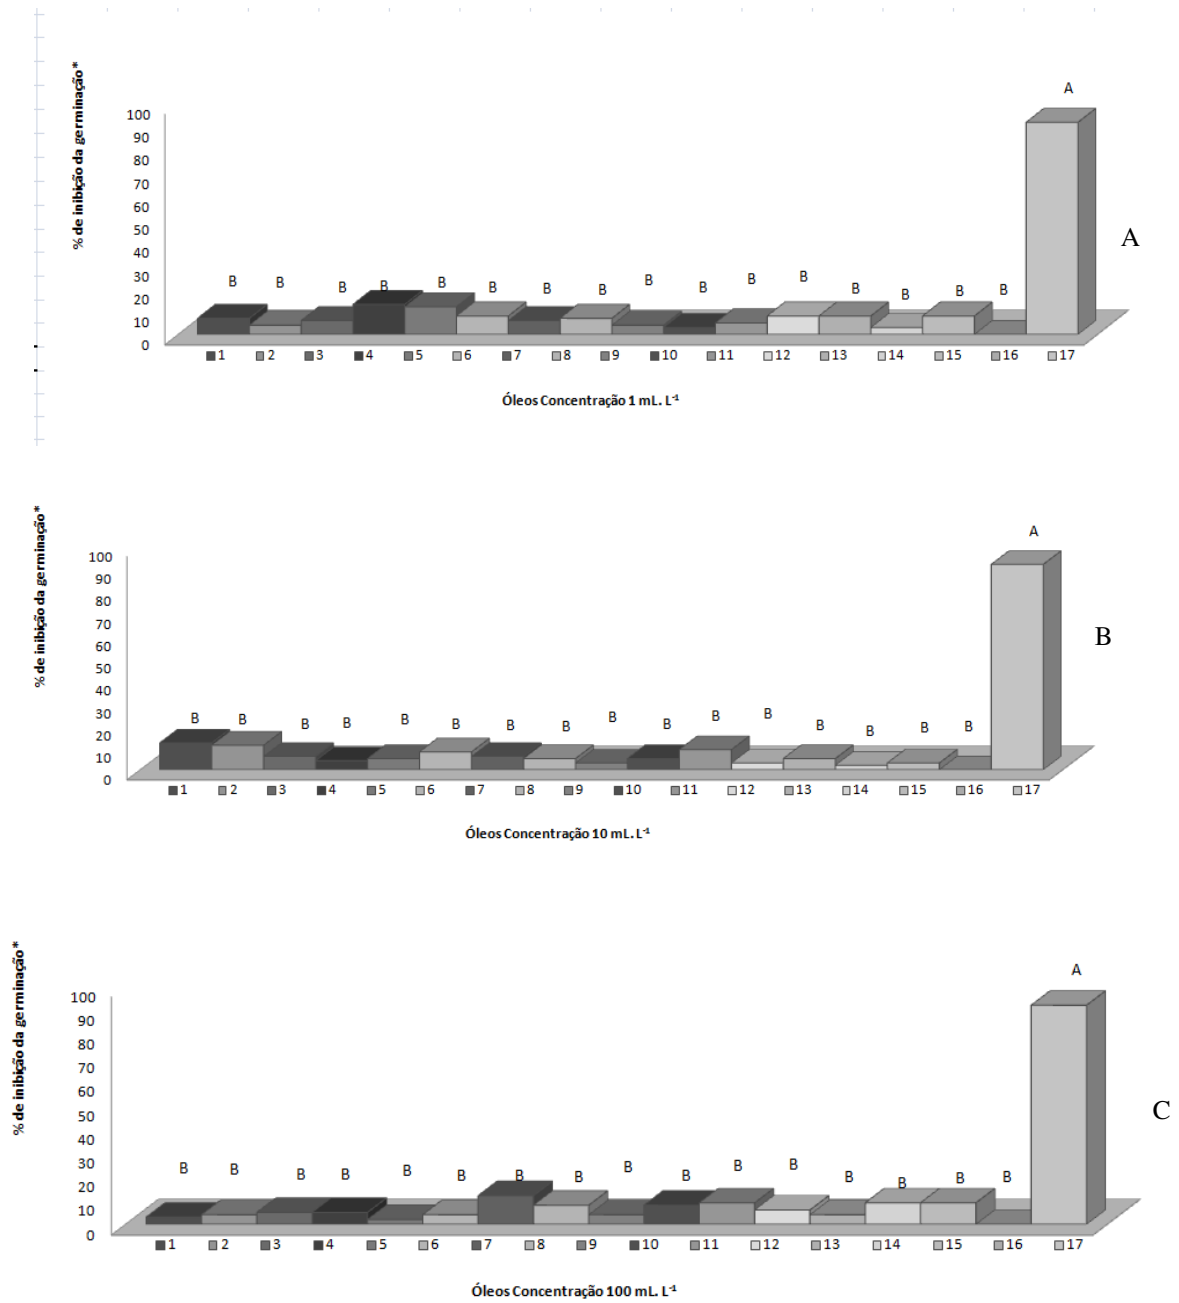 % de inibição da germinação*
A
100
90
80
70
60
50
40
30
20
10
0
B B B B B B B B B B B B B B B B
A
1 2 3 4 5 6 7 8 9 10 11 12 13 14 15 16 17
Óleos Concentração 1 mL. L⁻¹
% de inibição da germinação*
A
100
90
80
70
60
50
40
30
20
10
0
B B B B B B B B B B B B B B B B
B
1 2 3 4 5 6 7 8 9 10 11 12 13 14 15 16 17
Óleos Concentração 10 mL. L⁻¹
% de inibição da germinação*
A
100
90
80
70
60
50
40
30
20
10
0
B B B B B B B B B B B B B B B B
C
1 2 3 4 5 6 7 8 9 10 11 12 13 14 15 16 17
Óleos Concentração 100 mL. L⁻¹